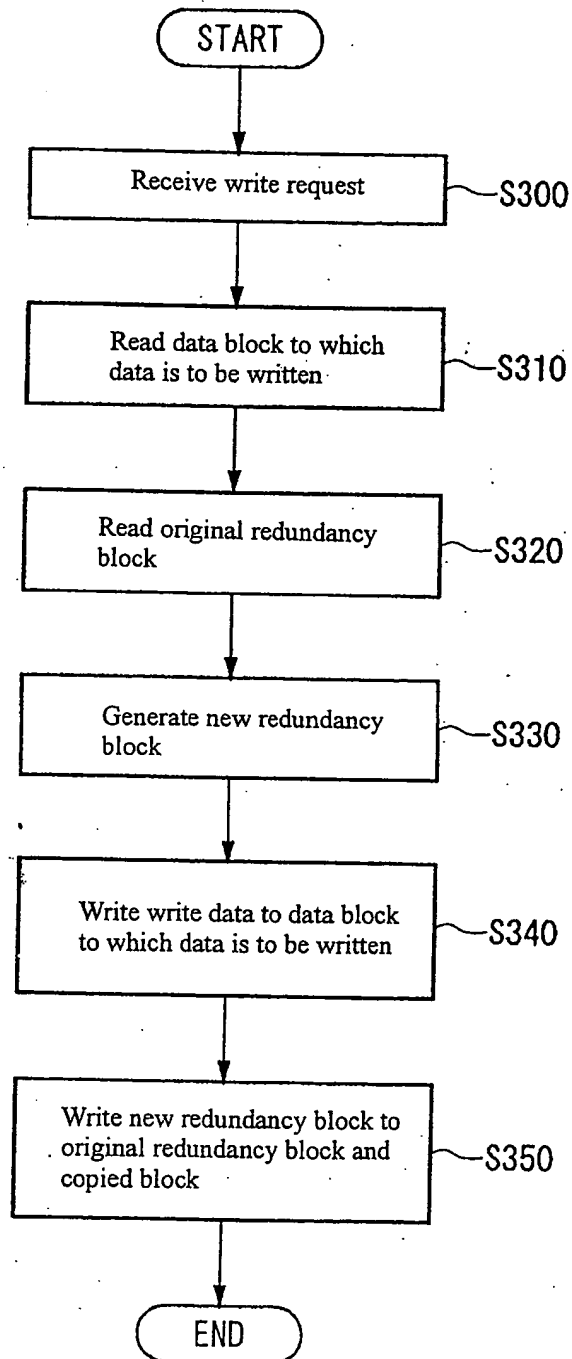 START
Receive write request
S300
Read data block to which
data is to be written
S310
Read original redundancy
block
S320
Generate new redundancy
block
S330
Write write data to data block
to which data is to be written
S340
Write new redundancy block to
original redundancy block and
copied block
S350
END